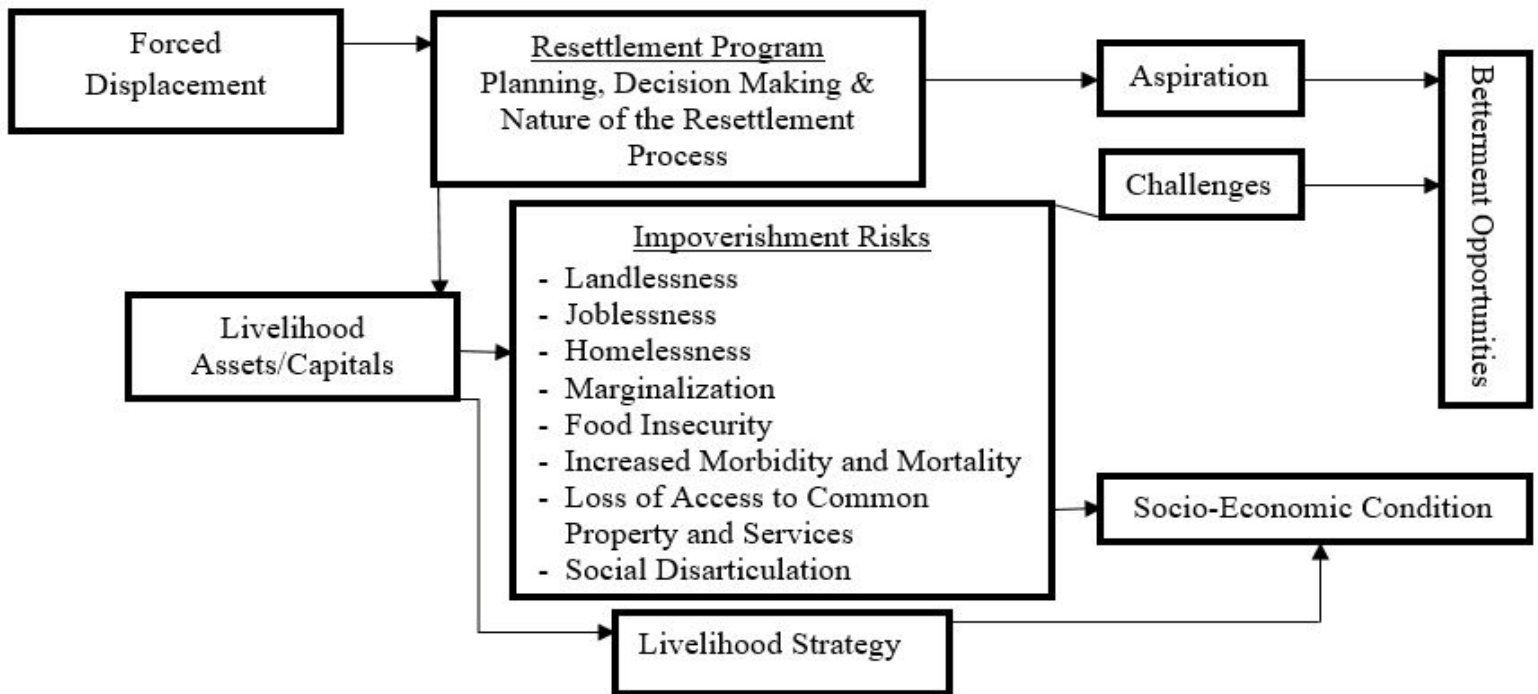 Forced
Displacement
Resettlement Program
Planning, Decision Making &
Nature of the Resettlement
Process
Aspiration
Challenges
Betterment Opportunities
Impoverishment Risks
- Landlessness
- Joblessness
- Homelessness
- Marginalization
- Food Insecurity
- Increased Morbidity and Mortality
- Loss of Access to Common
Property and Services
- Social Disarticulation
Livelihood
Assets/Capitals
Socio-Economic Condition
Livelihood Strategy